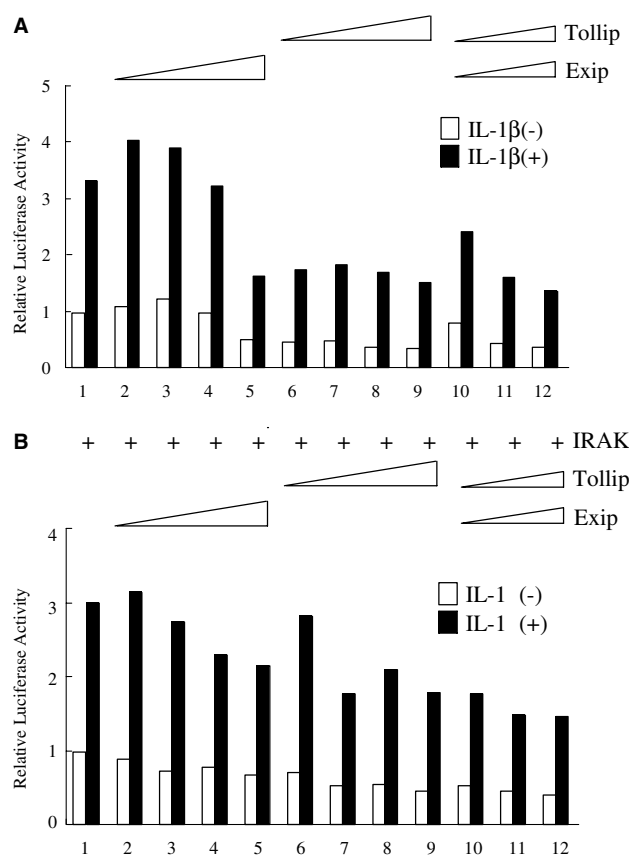 A
Tollip
Exip
5
4
3
2
1
0
Relative Luciferase Activity
IL-1β(-)
IL-1β(+)
1 2 3 4 5 6 7 8 9 10 11 12
B + + + + + + + + + + + + IRAK
Tollip
Exip
4
3
2
1
0
Relative Luciferase Activity
IL-1 (-)
IL-1 (+)
1 2 3 4 5 6 7 8 9 10 11 12